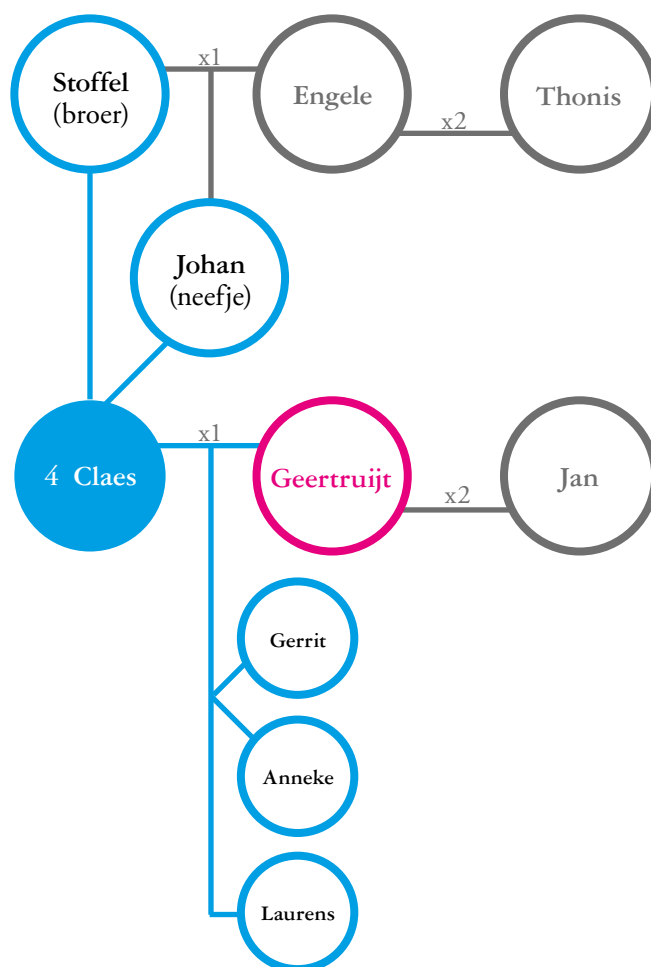 x1
Stoffel
(broer)
Engele
Thonis
x2
Johan
(neefje)
x1
4 Claes
Geertruijt
Jan
x2
Gerrit
Anneke
Laurens